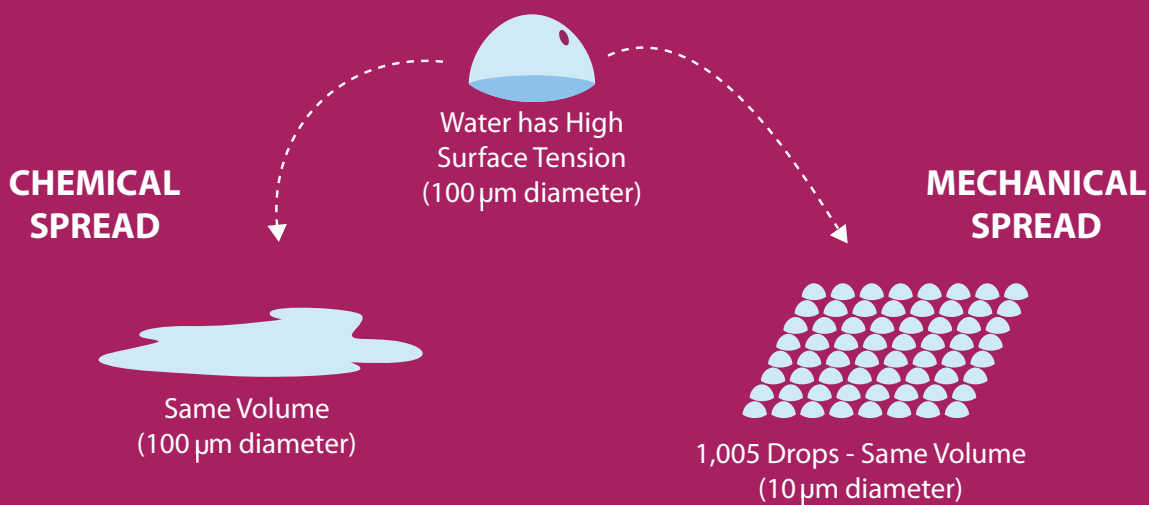 Water has High
Surface Tension
(100 µm diameter)
CHEMICAL
SPREAD
MECHANICAL
SPREAD
Same Volume
(100 µm diameter)
1,005 Drops - Same Volume
(10 µm diameter)